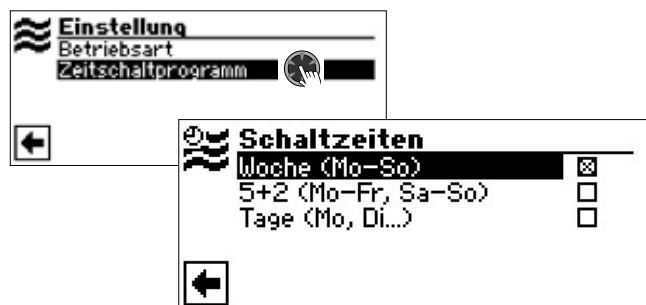 Einstellung
Betriebsart
Zeitschaltprogramm
Schaltzeiten
Woche (Mo-So)
5+2 (Mo-Fr, Sa-So)
Tage (Mo, Di...)